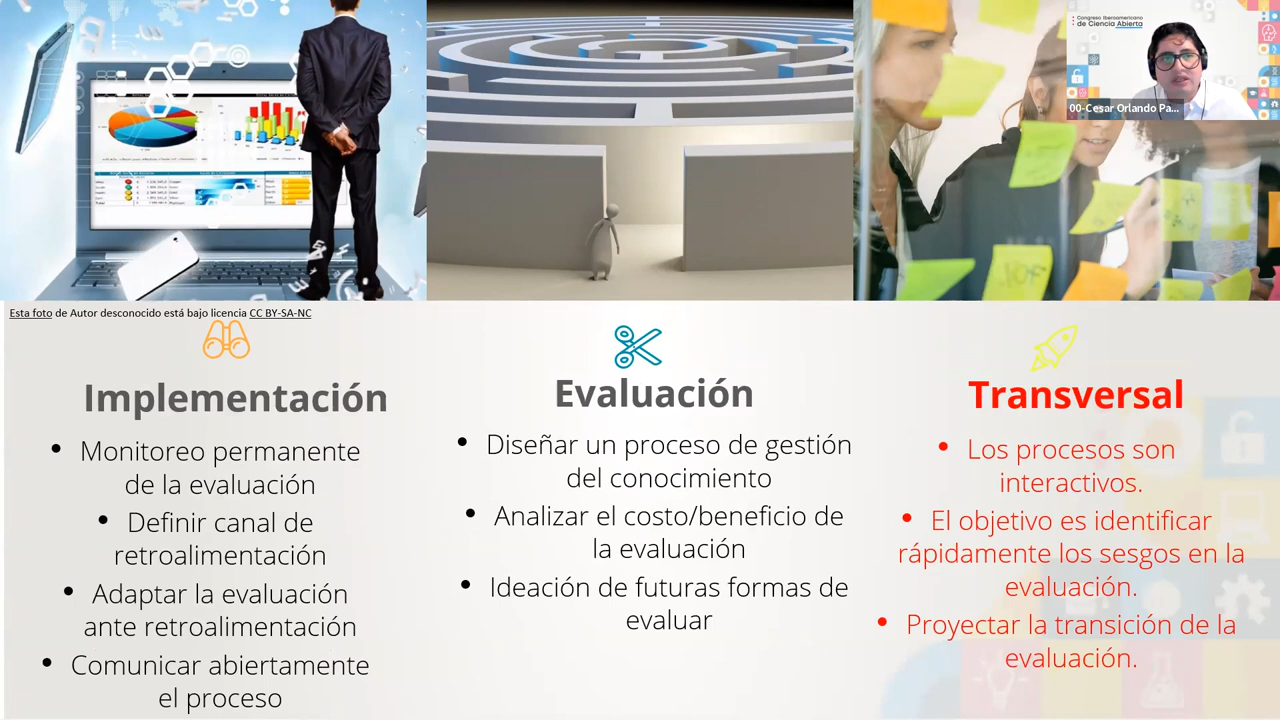 Congreso Iberoamericano
de Ciencia Abierta
00-Cesar Orlando Pa...
Esta foto de Autor desconocido está bajo licencia CC BY-SA-NC
Implementación
• Monitoreo permanente
de la evaluación
• Definir canal de
retroalimentación
• Adaptar la evaluación
ante retroalimentación
• Comunicar abiertamente
el proceso
Evaluación
• Diseñar un proceso de gestión
del conocimiento
• Analizar el costo/beneficio de
la evaluación
• Ideación de futuras formas de
evaluar
Transversal
• Los procesos son
interactivos.
• El objetivo es identificar
rápidamente los sesgos en la
evaluación.
• Proyectar la transición de la
evaluación.